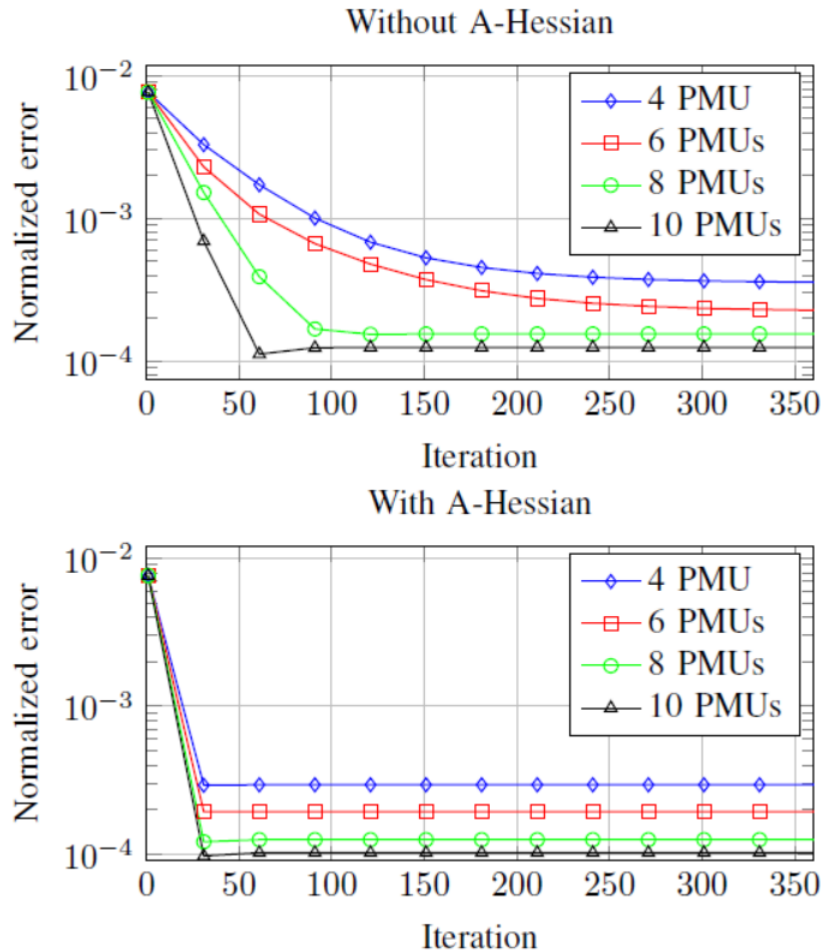 Without A-Hessian
Normalized error
10⁻²
10⁻³
10⁻⁴
4 PMU
6 PMUs
8 PMUs
10 PMUs
0 50 100 150 200 250 300 350
Iteration
With A-Hessian
Normalized error
10⁻²
10⁻³
10⁻⁴
4 PMU
6 PMUs
8 PMUs
10 PMUs
0 50 100 150 200 250 300 350
Iteration